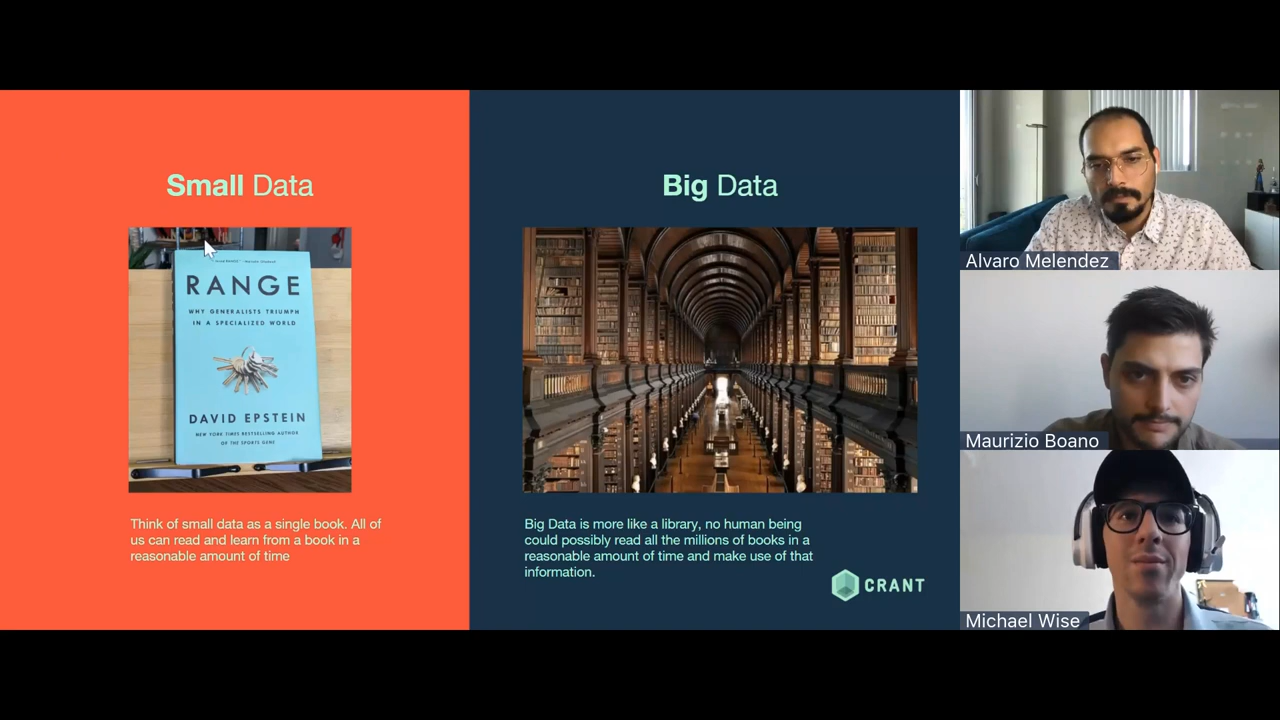 Small Data
RANGE
WHY GENERALISTS TRIUMPH
IN A SPECIALIZED WORLD
DAVID EPSTEIN
NEW YORK TIMES BESTSELLING AUTHOR
OF THE SPORTS GENE
Think of small data as a single book. All of
us can read and learn from a book in a
reasonable amount of time
Big Data
Big Data is more like a library, no human being
could possibly read all the millions of books in a
reasonable amount of time and make use of that
information.
CRANT
Alvaro Melendez
Maurizio Boano
Michael Wise